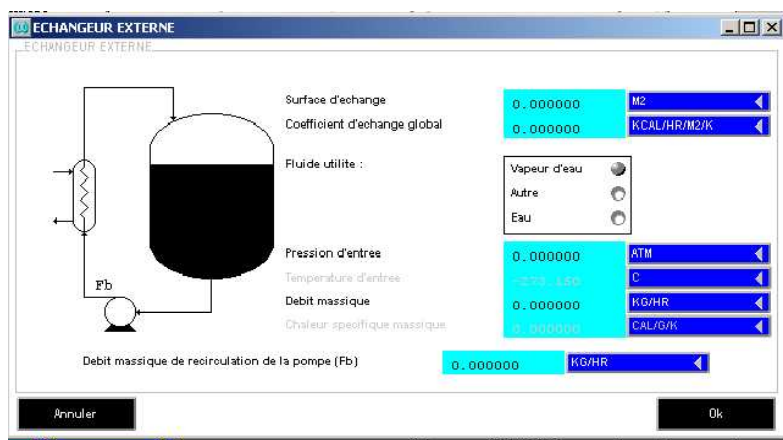 ECHANGEUR EXTERNE
ECHANGEUR EXTERNE
Surface d'echange 0.000000 M2
Coefficient d'echange global 0.000000 KCAL/HR/M2/K
Fluide utilite :
Vapeur d'eau
Autre
Eau
Pression d'entree 0.000000 ATM
Temperature d'entree -273.150 C
Debit massique 0.000000 KG/HR
Chaleur specifique massique 0.000000 CAL/G/K
Fb
Debit massique de recirculation de la pompe (Fb) 0.000000 KG/HR
Annuler Ok